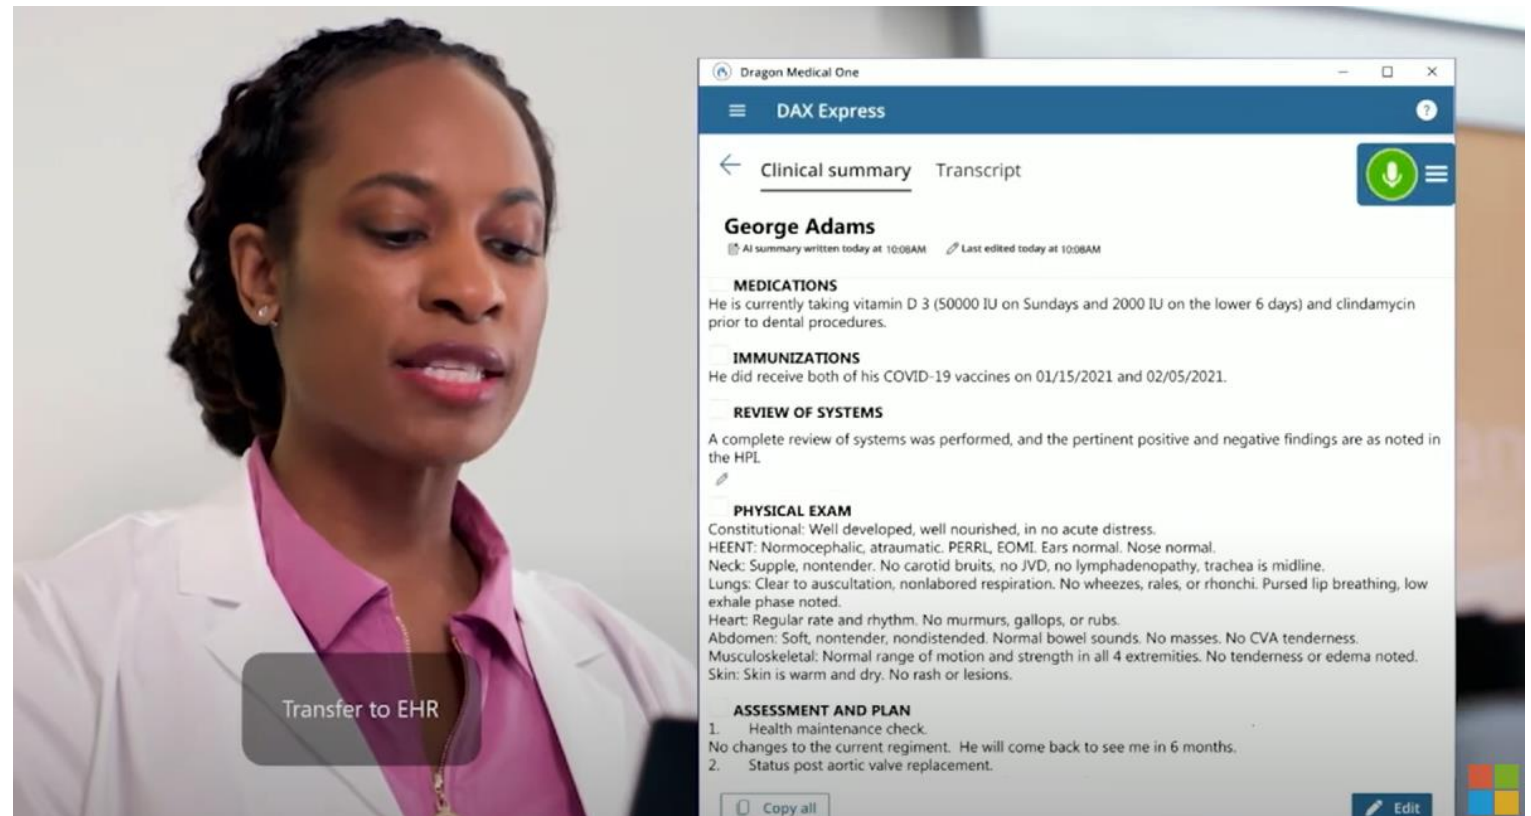 Dragon Medical One
DAX Express
?
Clinical summary Transcript
George Adams
AI summary written today at 10:08AM Last edited today at 10:08AM
MEDICATIONS
He is currently taking vitamin D 3 (50000 IU on Sundays and 2000 IU on the lower 6 days) and clindamycin
prior to dental procedures.
IMMUNIZATIONS
He did receive both of his COVID-19 vaccines on 01/15/2021 and 02/05/2021.
REVIEW OF SYSTEMS
A complete review of systems was performed, and the pertinent positive and negative findings are as noted in
the HPI.
PHYSICAL EXAM
Constitutional: Well developed, well nourished, in no acute distress.
HEENT: Normocephalic, atraumatic. PERRL, EOMI. Ears normal. Nose normal.
Neck: Supple, nontender. No carotid bruits, no JVD, no lymphadenopathy, trachea is midline.
Lungs: Clear to auscultation, nonlabored respiration. No wheezes, rales, or rhonchi. Pursed lip breathing, low
exhale phase noted.
Heart: Regular rate and rhythm. No murmurs, gallops, or rubs.
Abdomen: Soft, nontender, nondistended. Normal bowel sounds. No masses. No CVA tenderness.
Musculoskeletal: Normal range of motion and strength in all 4 extremities. No tenderness or edema noted.
Skin: Skin is warm and dry. No rash or lesions.
ASSESSMENT AND PLAN
1. Health maintenance check.
No changes to the current regiment. He will come back to see me in 6 months.
2. Status post aortic valve replacement.
Copy all Edit
Transfer to EHR